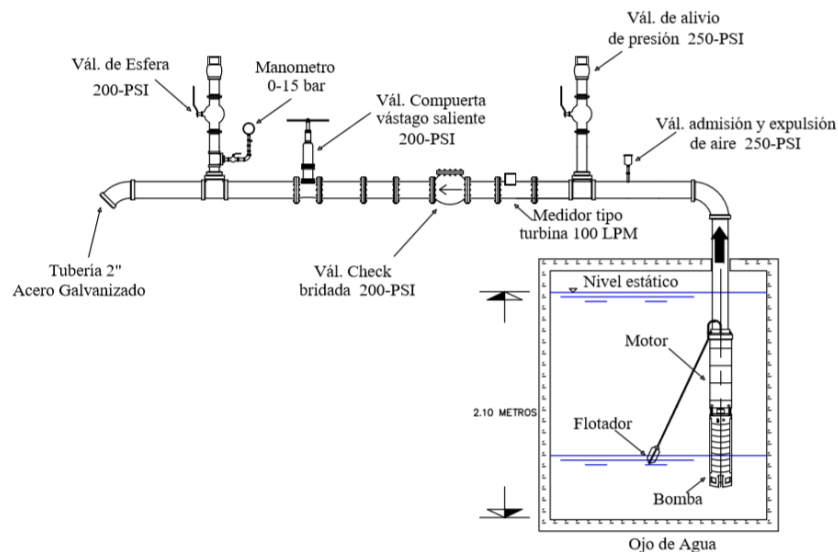 Vál. de Esfera
200-PSI
Manometro
0-15 bar
Vál. Compuerta
vástago saliente
200-PSI
Vál. de alivio
de presión 250-PSI
Vál. admisión y expulsión
de aire 250-PSI
Medidor tipo
turbina 100 LPM
Tubería 2"
Acero Galvanizado
Vál. Check
bridada 200-PSI
Nivel estático
Motor
2.10 METROS
Flotador
Bomba
Ojo de Agua